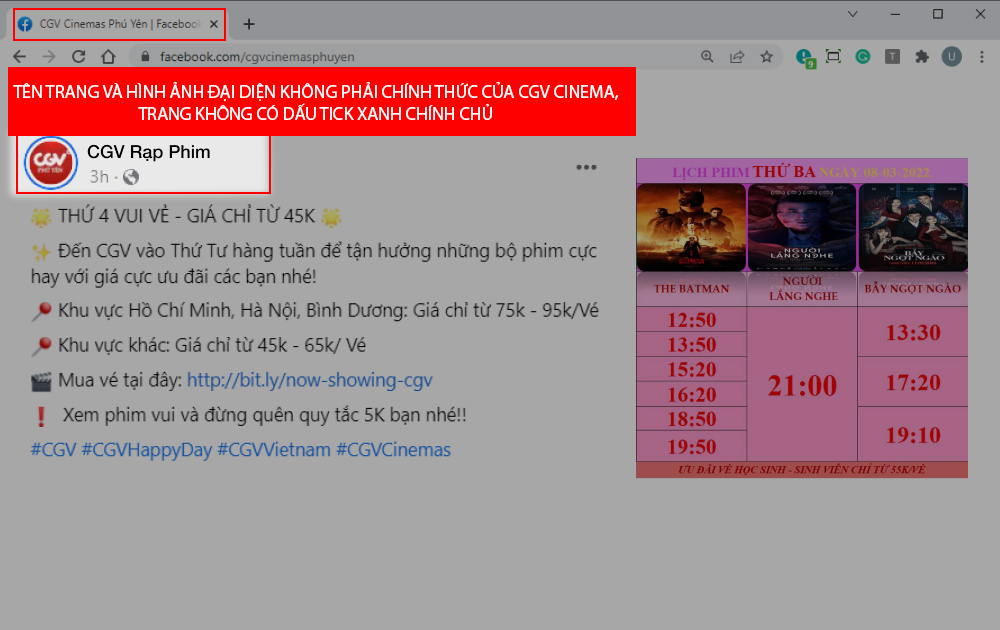 CGV Cinemas Phú Yên | Facebook
facebook.com/cgvcinemasphuyen
9
T
U
TÊN TRANG VÀ HÌNH ẢNH ĐẠI DIỆN KHÔNG PHẢI CHÍNH THỨC CỦA CGV CINEMA,
TRANG KHÔNG CÓ DẤU TICK XANH CHÍNH CHỦ
CGV
PHÚ YÊN
CGV Rạp Phim
3h ·
THỨ 4 VUI VẺ - GIÁ CHỈ TỪ 45K
Đến CGV vào Thứ Tư hàng tuần để tận hưởng những bộ phim cực
hay với giá cực ưu đãi các bạn nhé!
Khu vực Hồ Chí Minh, Hà Nội, Bình Dương: Giá chỉ từ 75k - 95k/Vé
Khu vực khác: Giá chỉ từ 45k - 65k/ Vé
Mua vé tại đây: http://bit.ly/now-showing-cgv
Xem phim vui và đừng quên quy tắc 5K bạn nhé!!
#CGV #CGVHappyDay #CGVVietnam #CGVCinemas
LỊCH PHIM THỨ BA NGÀY 08-03-2022
NGƯỜI
LẮNG NGHE
BẪY
NGỌT NGÀO
THE BATMAN
NGƯỜI
LẮNG NGHE
BẪY NGỌT NGÀO
12:50
13:50
15:20
16:20
18:50
19:50
21:00
13:30
17:20
19:10
ƯU ĐÃI VÉ HỌC SINH - SINH VIÊN CHỈ TỪ 55K/VÉ